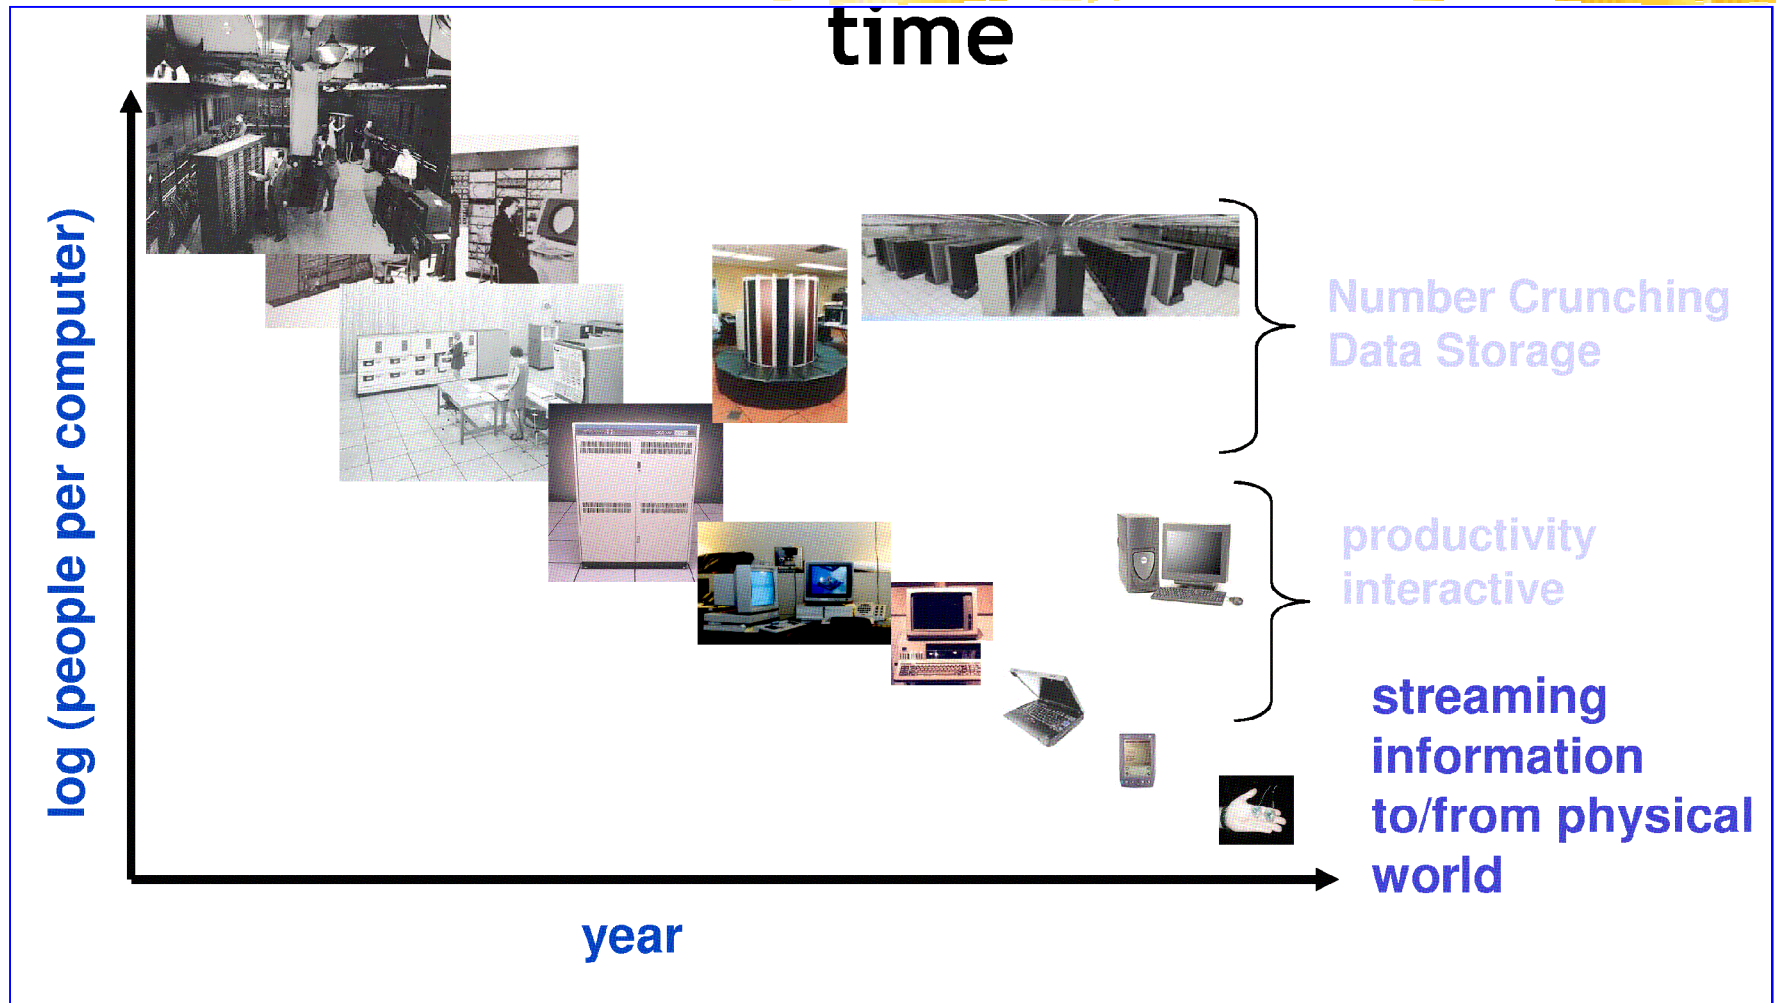 time
log (people per computer)
Number Crunching
Data Storage
productivity
interactive
streaming
information
to/from physical
world
year